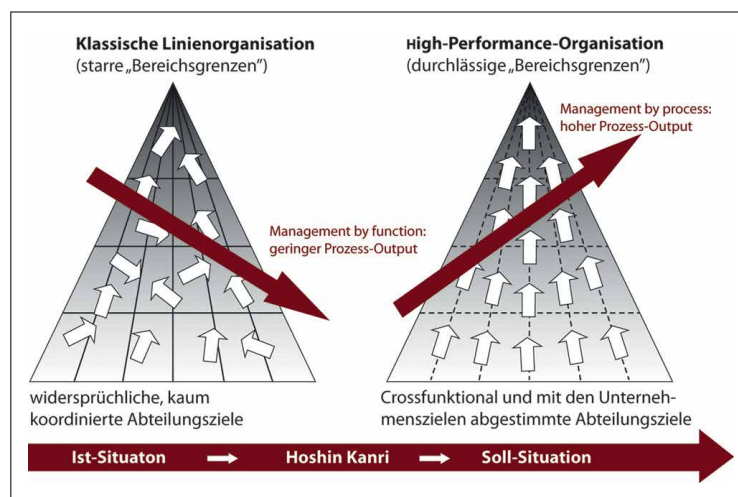 Klassische Linienorganisation
(starre „Bereichsgrenzen")
High-Performance-Organisation
(durchlässige „Bereichsgrenzen")
Management by process:
hoher Prozess-Output
Management by function:
geringer Prozess-Output
widersprüchliche, kaum
koordinierte Abteilungsziele
Crossfunktional und mit den Unterneh-
menszielen abgestimmte Abteilungsziele
Ist-Situaton
Hoshin Kanri
Soll-Situation